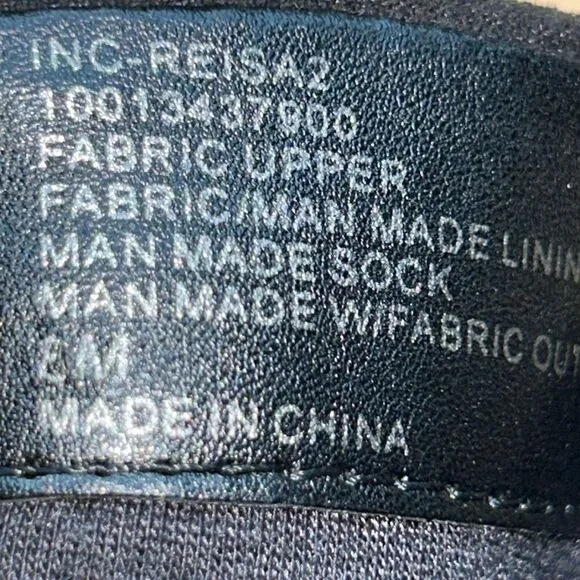 INC-REISA2
10013437900
FABRIC UPPER
FABRIC/MAN MADE LININ
MAN MADE SOCK
MAN MADE W/FABRIC OUT
MADE IN CHINA